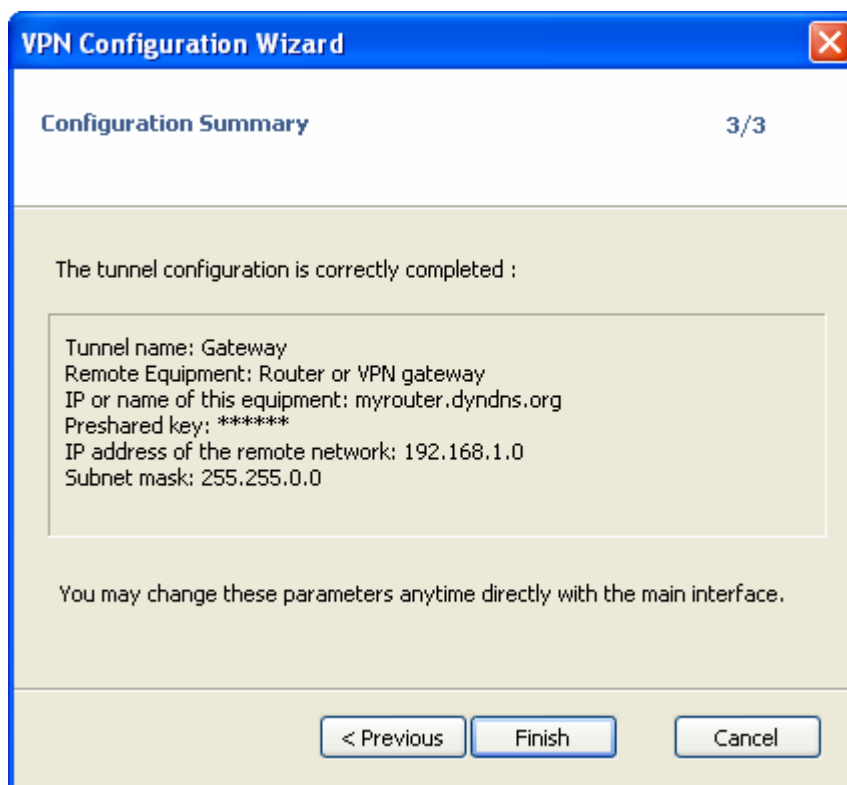 VPN Configuration Wizard
Configuration Summary 3/3
The tunnel configuration is correctly completed :
Tunnel name: Gateway
Remote Equipment: Router or VPN gateway
IP or name of this equipment: myrouter.dyndns.org
Preshared key: ******
IP address of the remote network: 192.168.1.0
Subnet mask: 255.255.0.0
You may change these parameters anytime directly with the main interface.
< Previous Finish Cancel